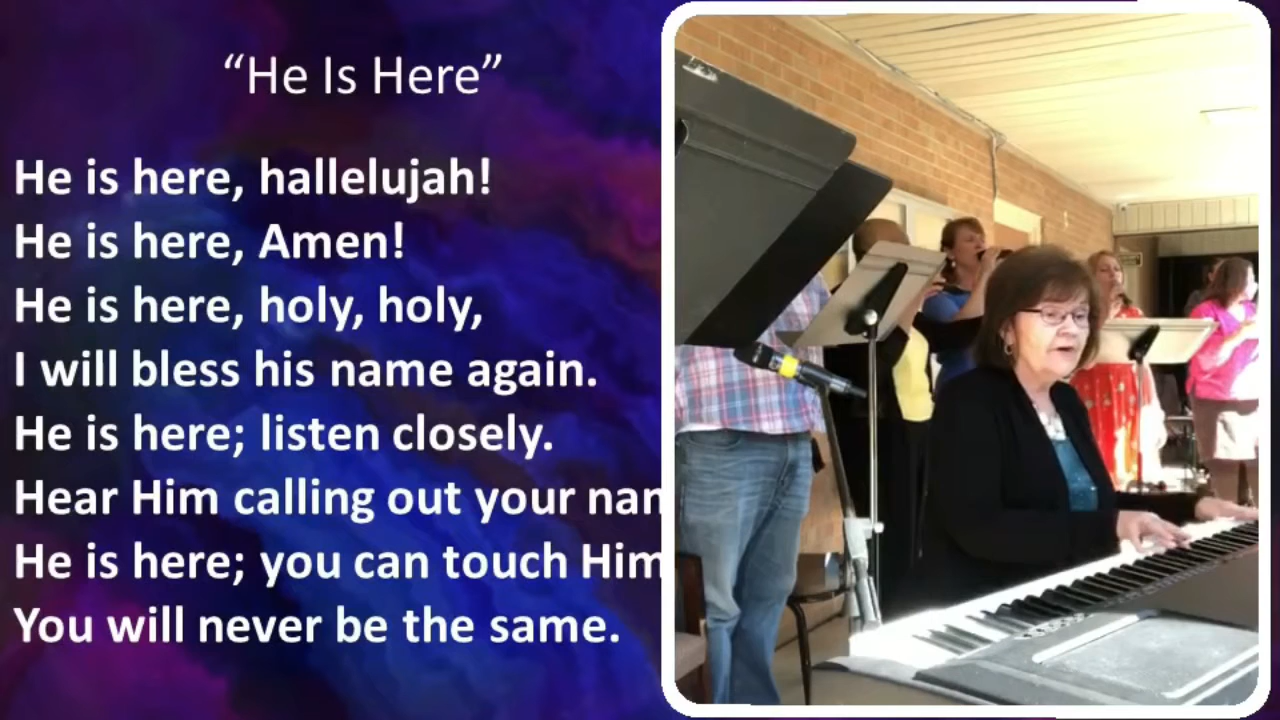 “He Is Here”
He is here, hallelujah!
He is here, Amen!
He is here, holy, holy,
I will bless his name again.
He is here; listen closely.
Hear Him calling out your
He is here; you can touch Him
You will never be the same.